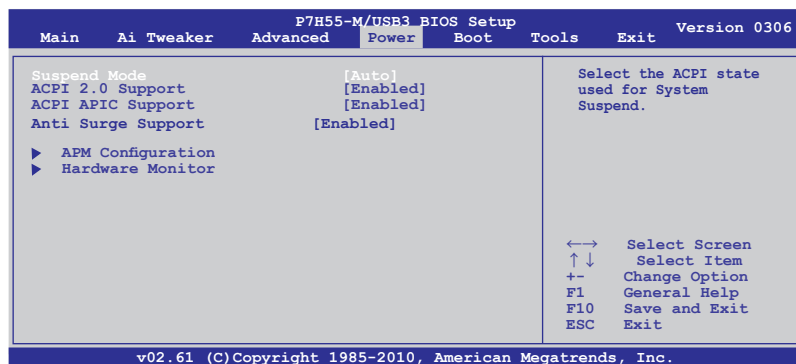 P7H55-M/USB3 BIOS Setup
Version 0306
Main Ai Tweaker Advanced Power Boot Tools Exit
Suspend Mode [Auto]
ACPI 2.0 Support [Enabled]
ACPI APIC Support [Enabled]
Anti Surge Support [Enabled]
▶ APM Configuration
▶ Hardware Monitor
Select the ACPI state
used for System
Suspend.
←→ Select Screen
↑↓ Select Item
+- Change Option
F1 General Help
F10 Save and Exit
ESC Exit
v02.61 (C)Copyright 1985-2010, American Megatrends, Inc.